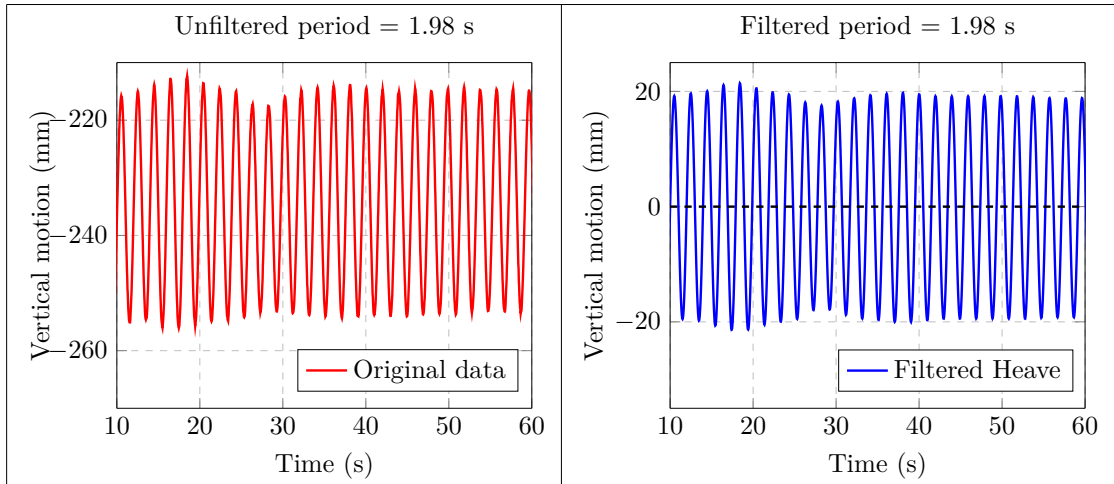 Unfiltered period = 1.98 s
Vertical motion (mm)
−220
−240
−260
10 20 30 40 50 60
Time (s)
Original data
Filtered period = 1.98 s
Vertical motion (mm)
20
0
−20
10 20 30 40 50 60
Time (s)
Filtered Heave